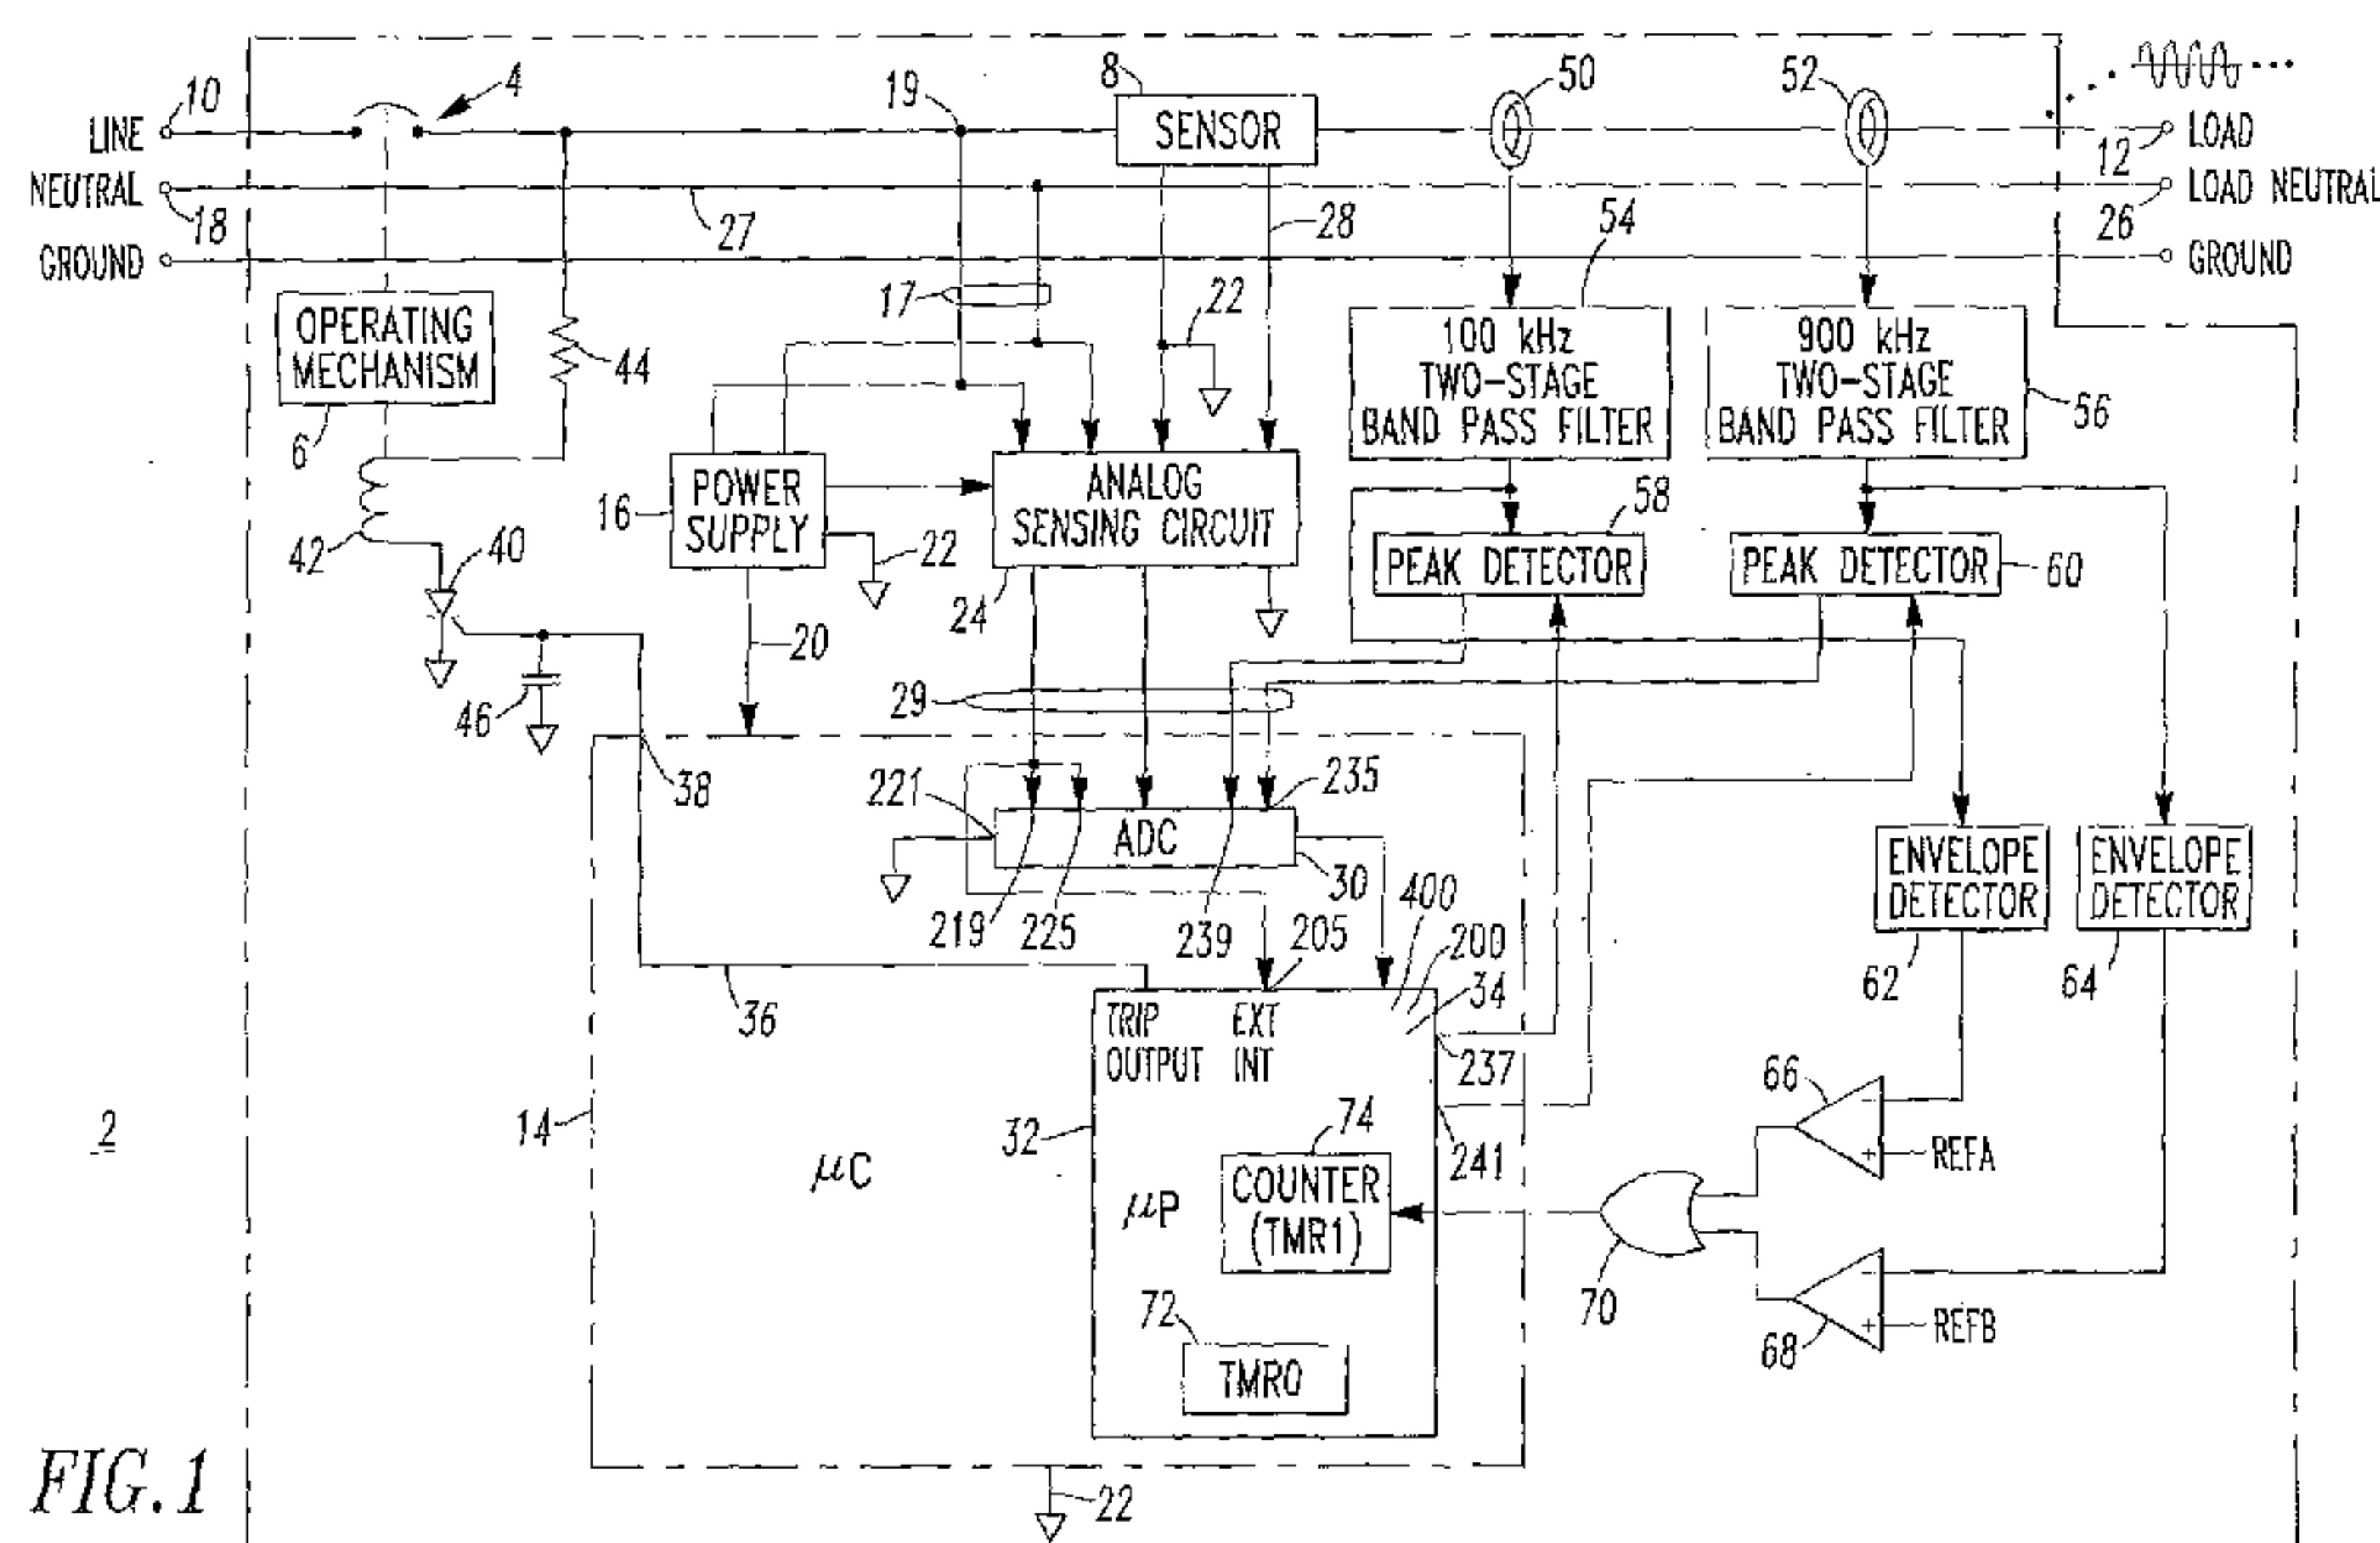 10
4
19
8
SENSOR
50
52
LINE
12
LOAD
NEUTRAL
18
27
28
54
26
LOAD NEUTRAL
GROUND
GROUND
17
22
OPERATING
MECHANISM
44
100 kHz
TWO-STAGE
BAND PASS FILTER
900 kHz
TWO-STAGE
BAND PASS FILTER
56
6
POWER
SUPPLY
16
ANALOG
SENSING CIRCUIT
58
42
40
22
24
PEAK DETECTOR
PEAK DETECTOR
60
20
46
29
38
221
235
ADC
30
ENVELOPE
DETECTOR
ENVELOPE
DETECTOR
219
225
239
205
400
200
34
62
64
36
TRIP
OUTPUT
EXT
INT
237
66
2
14
32
74
241
REFA
μC
μP
COUNTER
(TMR1)
72
70
68
REFB
TMR0
FIG. 1
22